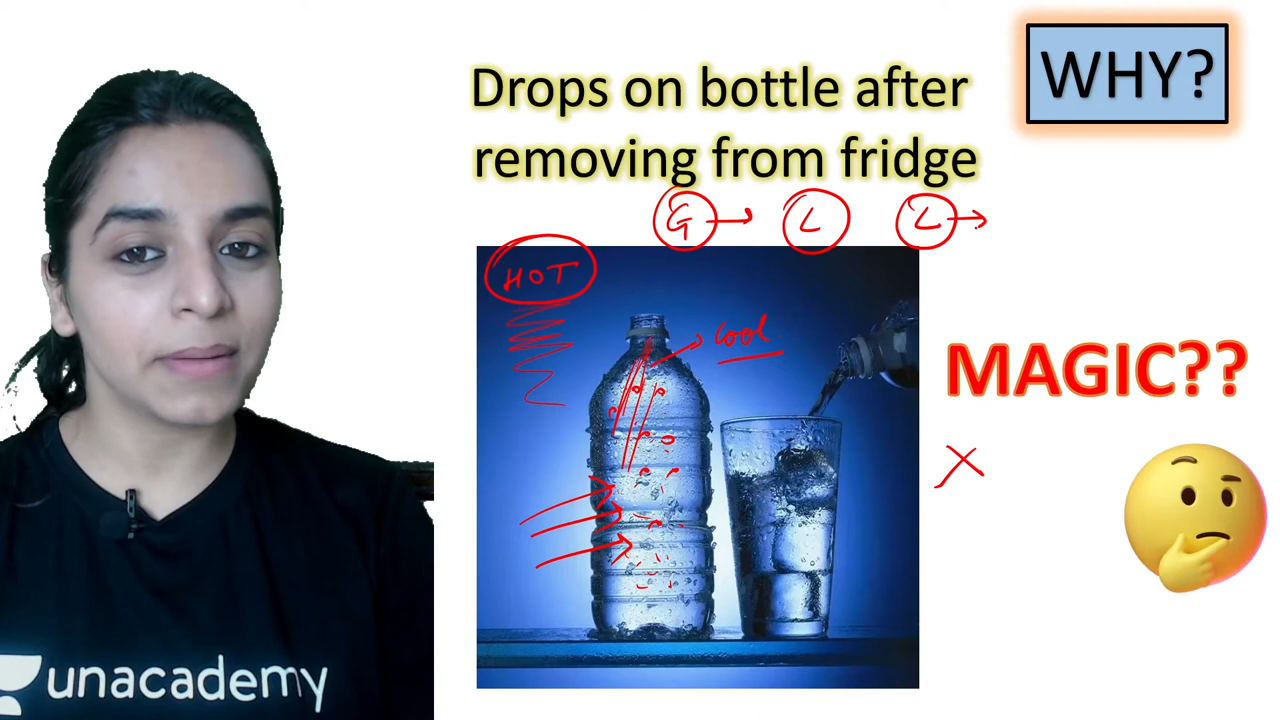 WHY?
Drops on bottle after
removing from fridge
G → L L →
HOT
cool
MAGIC??
X
unacademy